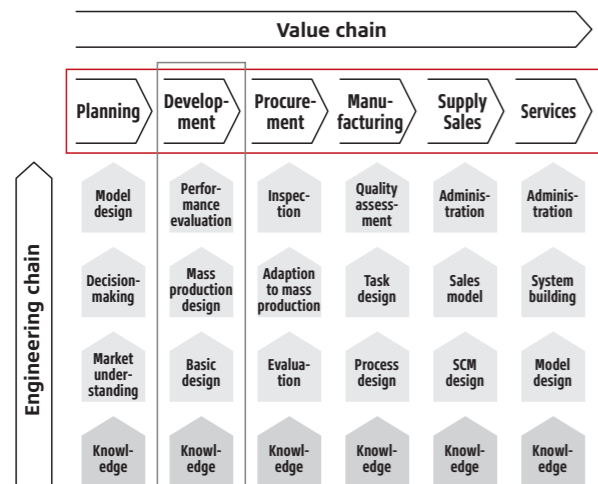 Value chain
Planning
Develop-
ment
Procure-
ment
Manu-
facturing
Supply
Sales
Services
Engineering chain
Model
design
Perfor-
mance
evaluation
Inspec-
tion
Quality
assess-
ment
Adminis-
tration
Adminis-
tration
Decision-
making
Mass
production
design
Adaption
to mass
production
Task
design
Sales
model
System
building
Market
under-
standing
Basic
design
Evalua-
tion
Process
design
SCM
design
Model
design
Knowl-
edge
Knowl-
edge
Knowl-
edge
Knowl-
edge
Knowl-
edge
Knowl-
edge